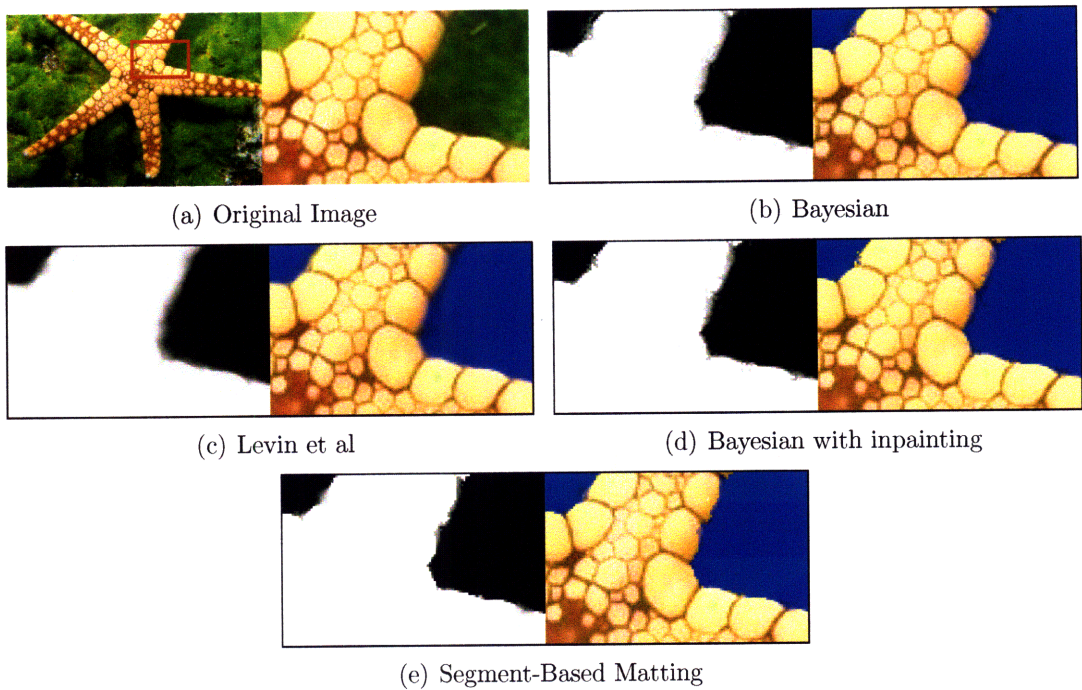 (a) Original Image
(b) Bayesian
(c) Levin et al
(d) Bayesian with inpainting
(e) Segment-Based Matting